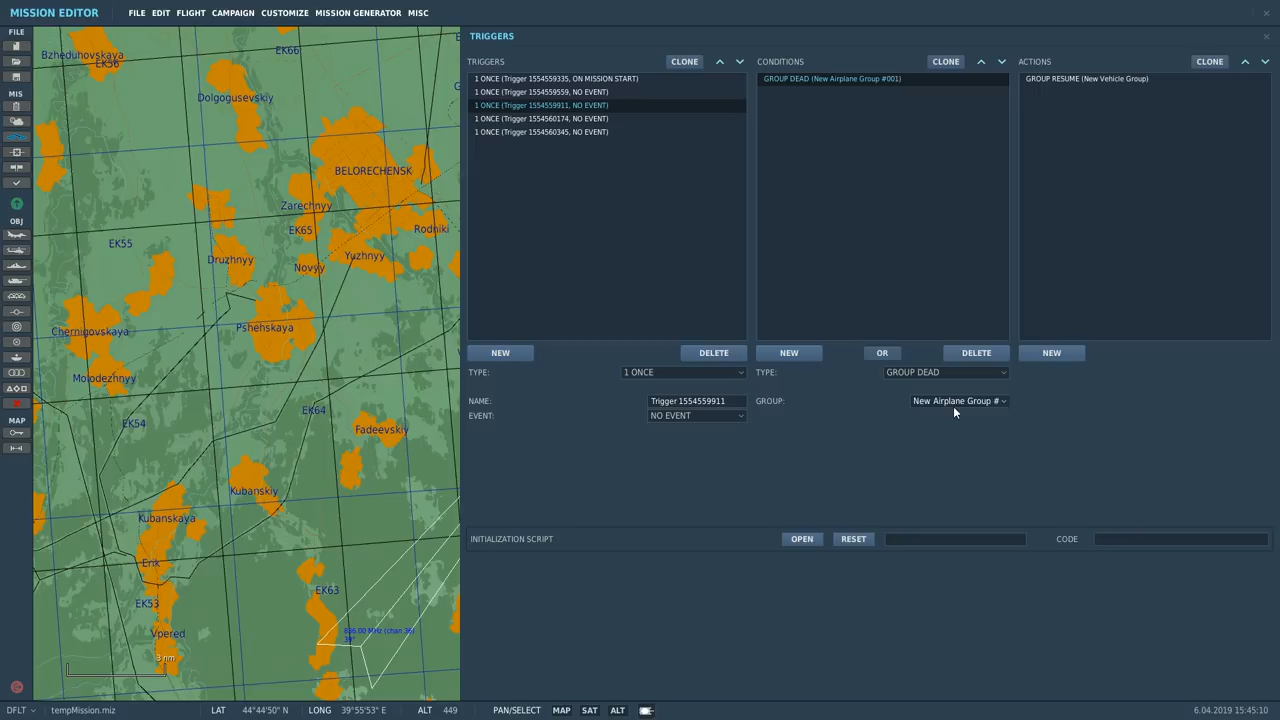 MISSION EDITOR
FILE EDIT FLIGHT CAMPAIGN CUSTOMIZE MISSION GENERATOR MISC
FILE
MIS
OBJ
MAP
Bzheduhovskaya
EK56
EK66
Dolgogusevskiy
BELORECHENSK
Zarechnyy
EK65
Rodniki
EK55
Druzhnyy
Novyy
Yuzhnyy
Pshehskaya
Chernigovskaya
Molodezhnyy
EK64
EK54
Fadeevskiy
Kubanskiy
Kubanskaya
Erik
EK63
EK53
836.00 MHz (chan 36)
Vpered
3 nm
TRIGGERS
TRIGGERS CLONE
1 ONCE (Trigger 1554559335, ON MISSION START)
1 ONCE (Trigger 1554559559, NO EVENT)
1 ONCE (Trigger 1554559911, NO EVENT)
1 ONCE (Trigger 1554560174, NO EVENT)
1 ONCE (Trigger 1554560345, NO EVENT)
NEW DELETE
TYPE: 1 ONCE
NAME: Trigger 1554559911
EVENT: NO EVENT
CONDITIONS CLONE
GROUP DEAD (New Airplane Group #001)
NEW OR DELETE
TYPE: GROUP DEAD
GROUP: New Airplane Group #
ACTIONS CLONE
GROUP RESUME (New Vehicle Group)
NEW
INITIALIZATION SCRIPT OPEN RESET CODE
DFLT tempMission.miz LAT 44°44'50" N LONG 39°55'53" E ALT 449 PAN/SELECT MAP SAT ALT 6.04.2019 15:45:10